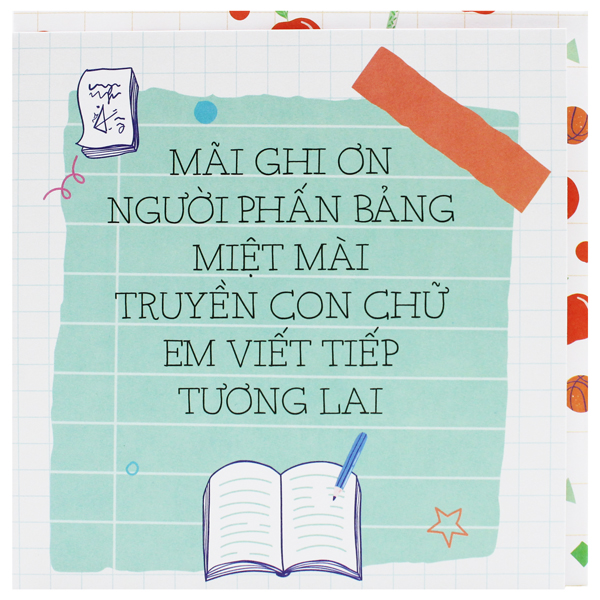 MÃI GHI ƠN
NGƯỜI PHẤN BẢNG
MIỆT MÀI
TRUYỀN CON CHỮ
EM VIẾT TIẾP
TƯƠNG LAI